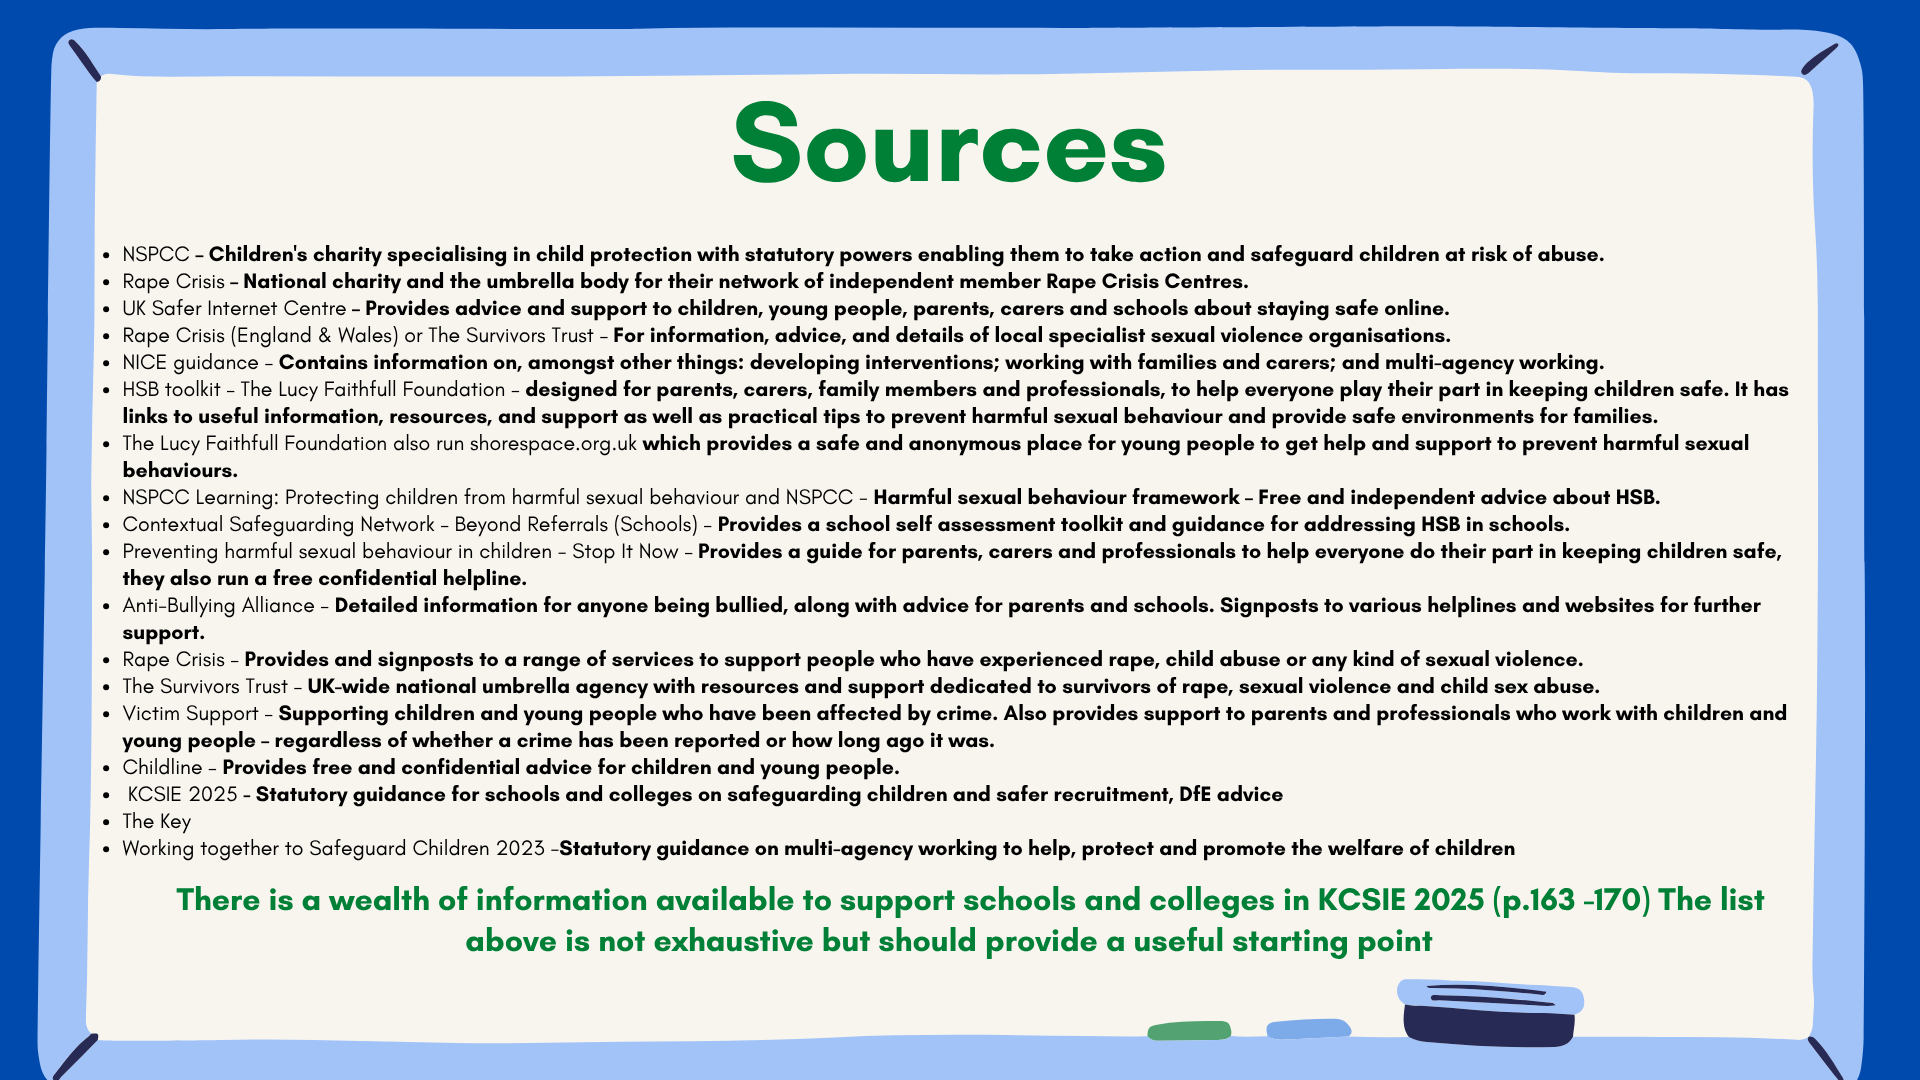 Sources
• NSPCC – Children's charity specialising in child protection with statutory powers enabling them to take action and safeguard children at risk of abuse.
• Rape Crisis – National charity and the umbrella body for their network of independent member Rape Crisis Centres.
• UK Safer Internet Centre – Provides advice and support to children, young people, parents, carers and schools about staying safe online.
• Rape Crisis (England & Wales) or The Survivors Trust – For information, advice, and details of local specialist sexual violence organisations.
• NICE guidance – Contains information on, amongst other things: developing interventions; working with families and carers; and multi-agency working.
• HSB toolkit – The Lucy Faithfull Foundation – designed for parents, carers, family members and professionals, to help everyone play their part in keeping children safe. It has
links to useful information, resources, and support as well as practical tips to prevent harmful sexual behaviour and provide safe environments for families.
• The Lucy Faithfull Foundation also run shorespace.org.uk which provides a safe and anonymous place for young people to get help and support to prevent harmful sexual
behaviours.
• NSPCC Learning: Protecting children from harmful sexual behaviour and NSPCC – Harmful sexual behaviour framework – Free and independent advice about HSB.
• Contextual Safeguarding Network – Beyond Referrals (Schools) – Provides a school self assessment toolkit and guidance for addressing HSB in schools.
• Preventing harmful sexual behaviour in children – Stop It Now – Provides a guide for parents, carers and professionals to help everyone do their part in keeping children safe,
they also run a free confidential helpline.
• Anti-Bullying Alliance – Detailed information for anyone being bullied, along with advice for parents and schools. Signposts to various helplines and websites for further
support.
• Rape Crisis – Provides and signposts to a range of services to support people who have experienced rape, child abuse or any kind of sexual violence.
• The Survivors Trust – UK-wide national umbrella agency with resources and support dedicated to survivors of rape, sexual violence and child sex abuse.
• Victim Support – Supporting children and young people who have been affected by crime. Also provides support to parents and professionals who work with children and
young people – regardless of whether a crime has been reported or how long ago it was.
• Childline – Provides free and confidential advice for children and young people.
• KCSIE 2025 - Statutory guidance for schools and colleges on safeguarding children and safer recruitment, DfE advice
• The Key
• Working together to Safeguard Children 2023 -Statutory guidance on multi-agency working to help, protect and promote the welfare of children
There is a wealth of information available to support schools and colleges in KCSIE 2025 (p.163 -170) The list
above is not exhaustive but should provide a useful starting point